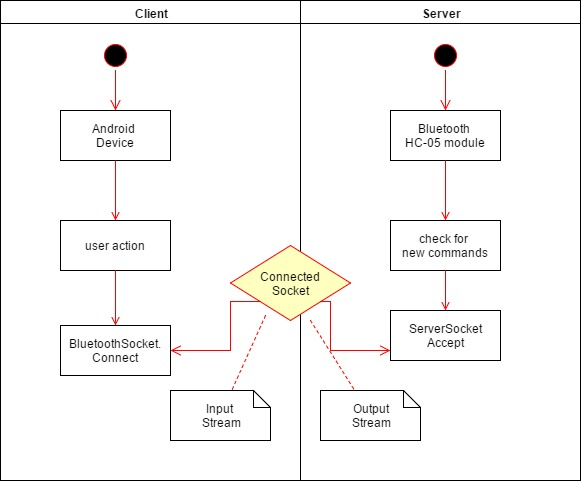 Client
Server
Android
Device
Bluetooth
HC-05 module
user action
check for
new commands
Connected
Socket
BluetoothSocket.
Connect
ServerSocket
Accept
Input
Stream
Output
Stream